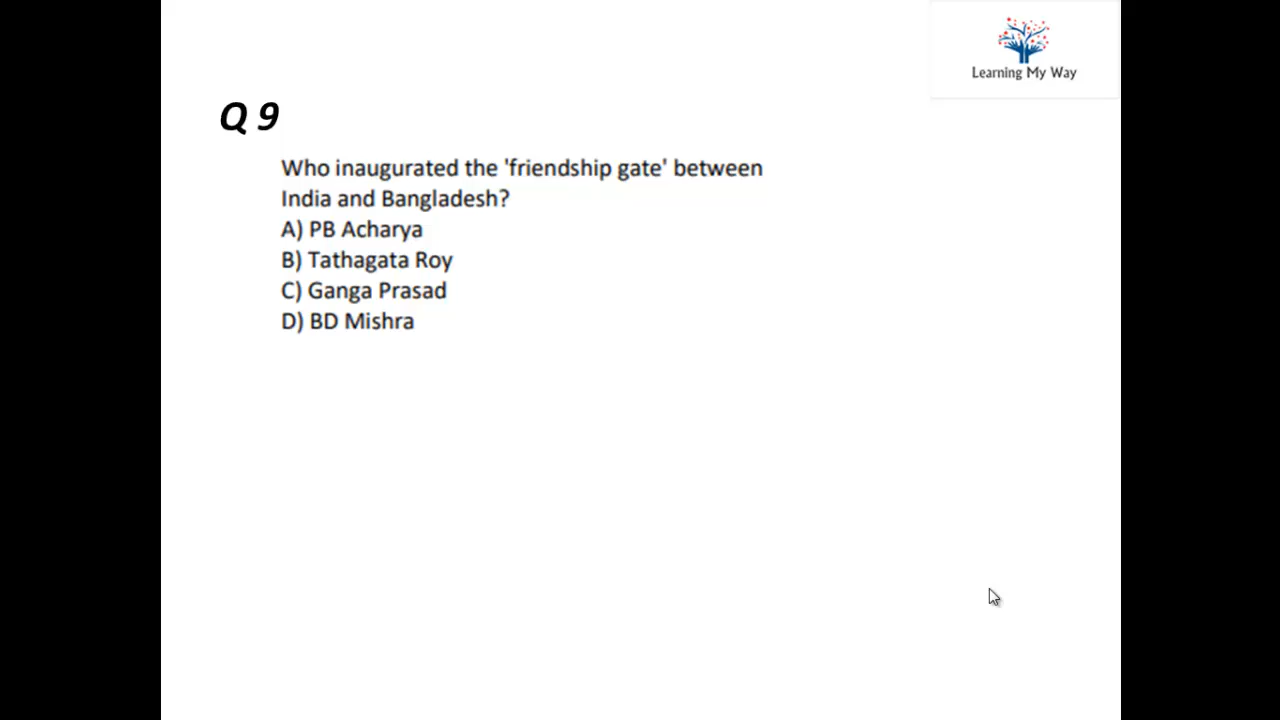 Learning My Way
Q 9
Who inaugurated the 'friendship gate' between
India and Bangladesh?
A) PB Acharya
B) Tathagata Roy
C) Ganga Prasad
D) BD Mishra